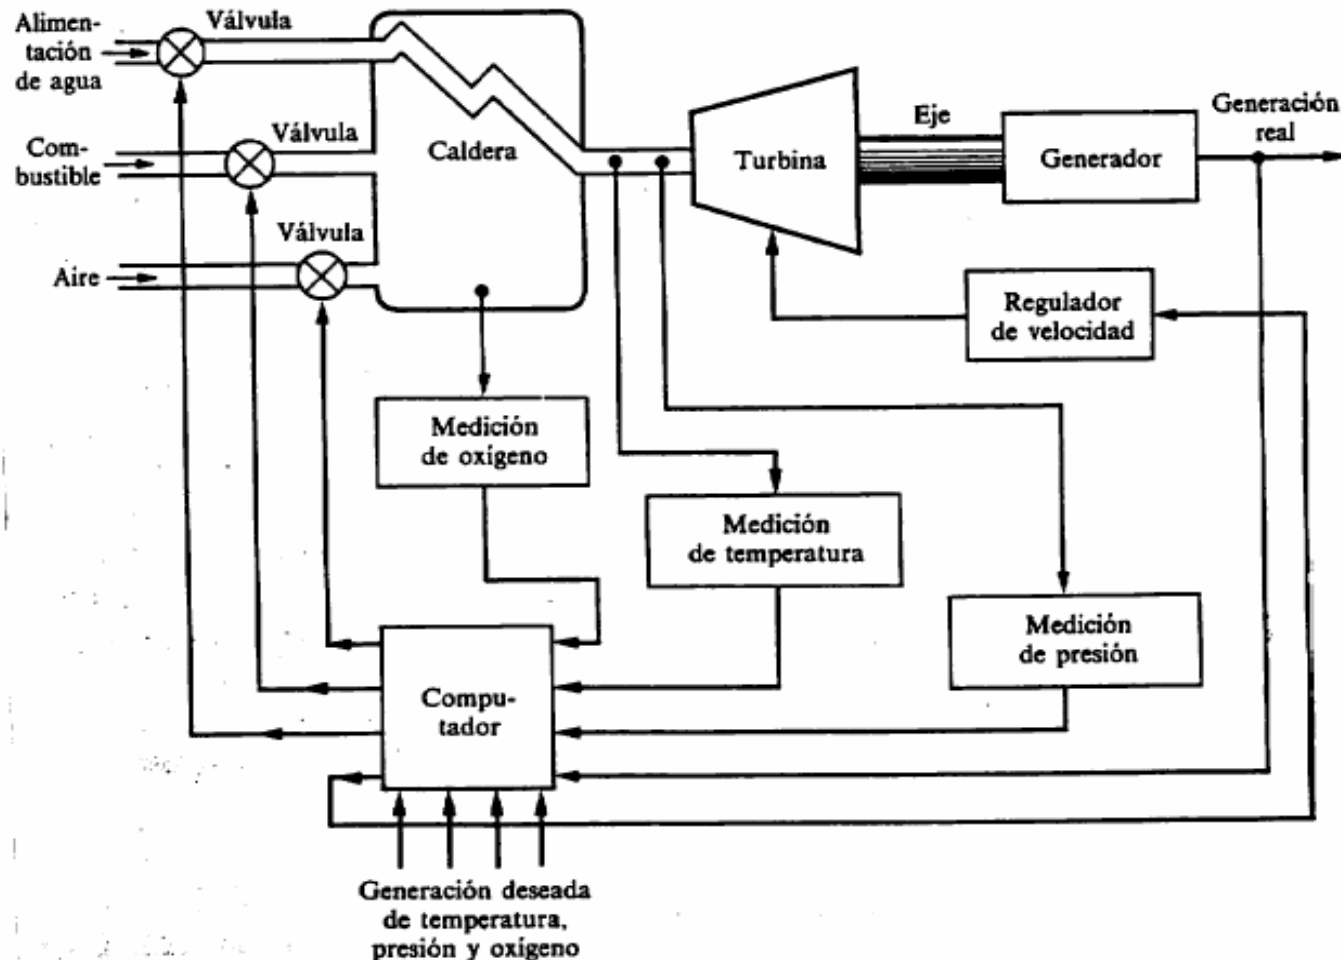 Alimen-
tación
de agua
Válvula
Com-
bustible
Válvula
Aire
Válvula
Caldera
Turbina
Eje
Generador
Generación
real
Regulador
de velocidad
Medición
de oxígeno
Medición
de temperatura
Medición
de presión
Compu-
tador
Generación deseada
de temperatura,
presión y oxígeno